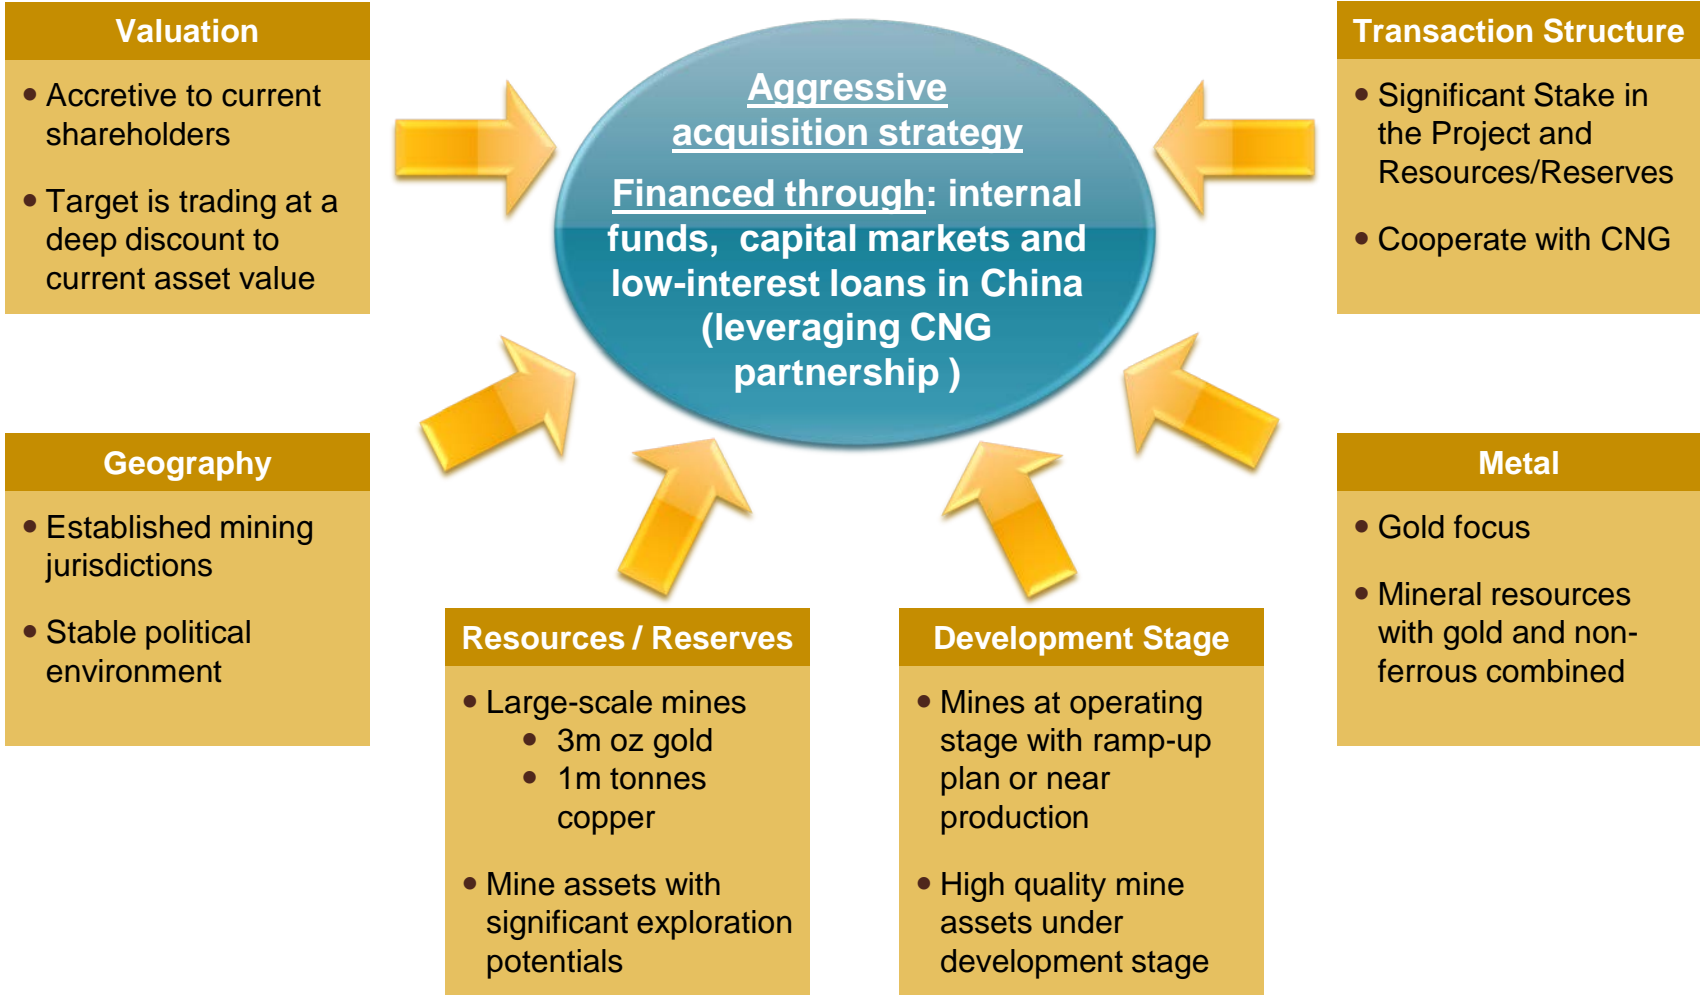 Valuation
• Accretive to current
shareholders
• Target is trading at a
deep discount to
current asset value
Aggressive
acquisition strategy
Financed through: internal
funds, capital markets and
low-interest loans in China
(leveraging CNG
partnership )
Transaction Structure
• Significant Stake in
the Project and
Resources/Reserves
• Cooperate with CNG
Geography
• Established mining
jurisdictions
• Stable political
environment
Resources / Reserves
• Large-scale mines
• 3m oz gold
• 1m tonnes
copper
• Mine assets with
significant exploration
potentials
Development Stage
• Mines at operating
stage with ramp-up
plan or near
production
• High quality mine
assets under
development stage
Metal
• Gold focus
• Mineral resources
with gold and non-
ferrous combined